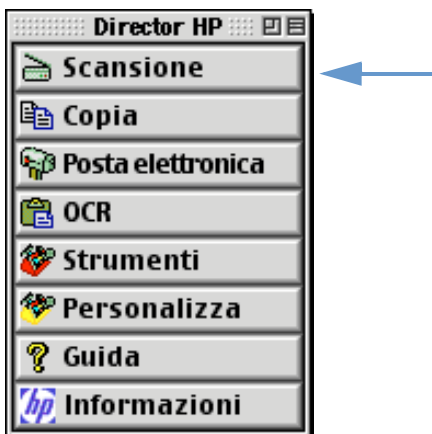 Director HP
Scansione
Copia
Posta elettronica
OCR
Strumenti
Personalizza
Guida
hp Informazioni